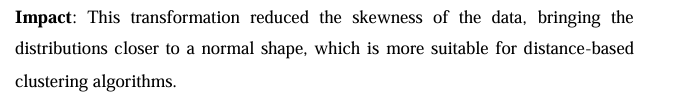 Impact: This transformation reduced the skewness of the data, bringing the
distributions closer to a normal shape, which is more suitable for distance-based
clustering algorithms.